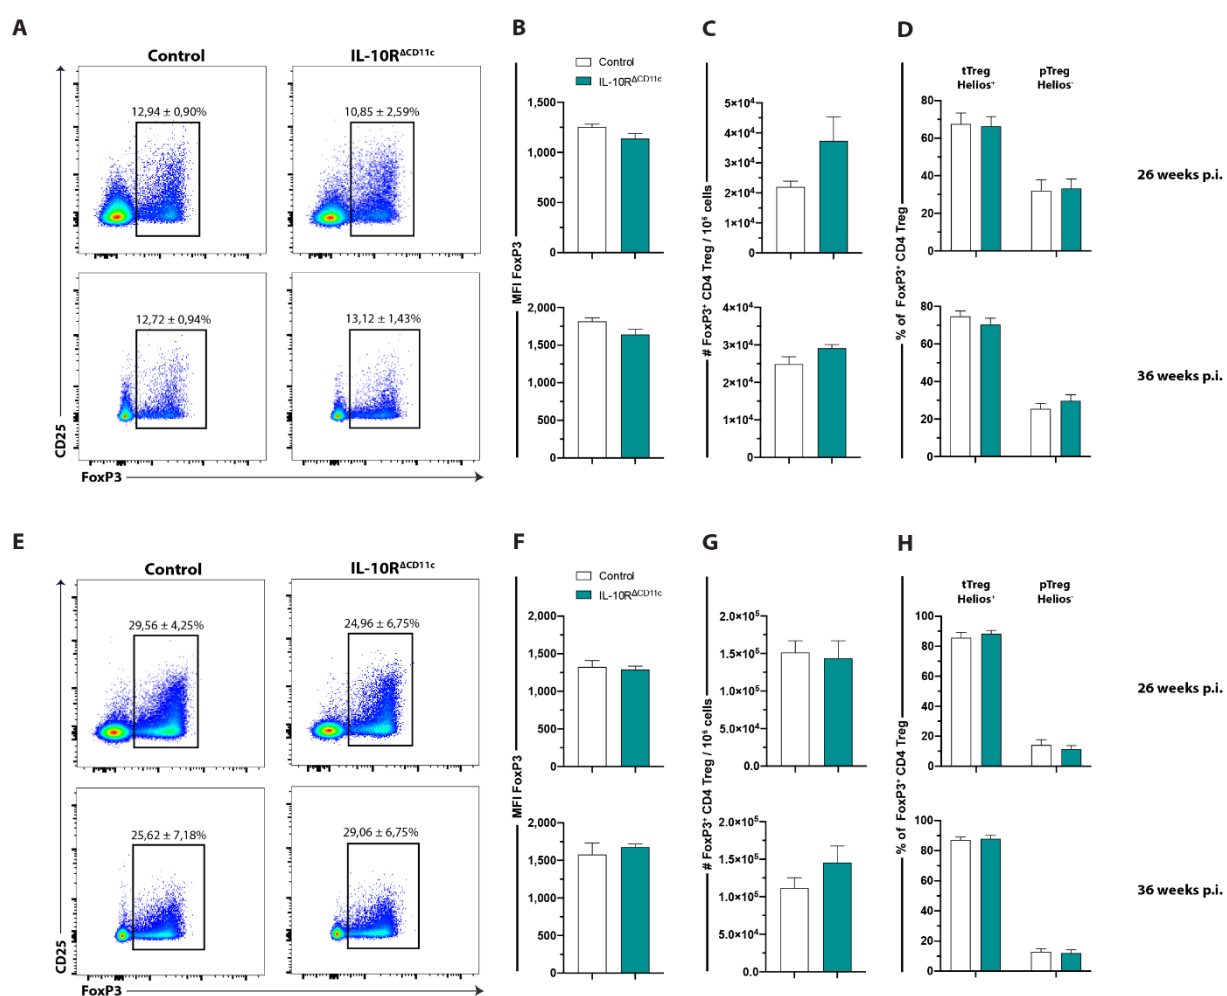 A
Control
IL-10RΔCD11c
12,94 ± 0,90%
10,85 ± 2,59%
12,72 ± 0,94%
13,12 ± 1,43%
CD25
FoxP3
B
Control
IL-10RΔCD11c
MFI FoxP3
1,500
1,000
500
0
2,000
1,500
1,000
500
0
C
# FoxP3+ CD4 Treg / 10⁶ cells
5×10⁴
4×10⁴
3×10⁴
2×10⁴
1×10⁴
0
4×10⁴
3×10⁴
2×10⁴
1×10⁴
0
D
tTreg
Helios+
pTreg
Helios-
% of FoxP3+ CD4 Treg
80
60
40
20
0
80
60
40
20
0
26 weeks p.i.
36 weeks p.i.
E
Control
IL-10RΔCD11c
29,56 ± 4,25%
24,96 ± 6,75%
25,62 ± 7,18%
29,06 ± 6,75%
CD25
FoxP3
F
Control
IL-10RΔCD11c
MFI FoxP3
2,000
1,500
1,000
500
0
2,000
1,500
1,000
500
0
G
# FoxP3+ CD4 Treg / 10⁶ cells
2.0×10⁵
1.5×10⁵
1.0×10⁵
5.0×10⁴
0.0
2.0×10⁵
1.5×10⁵
1.0×10⁵
5.0×10⁴
0.0
H
tTreg
Helios+
pTreg
Helios-
% of FoxP3+ CD4 Treg
100
80
60
40
20
0
100
80
60
40
20
0
26 weeks p.i.
36 weeks p.i.